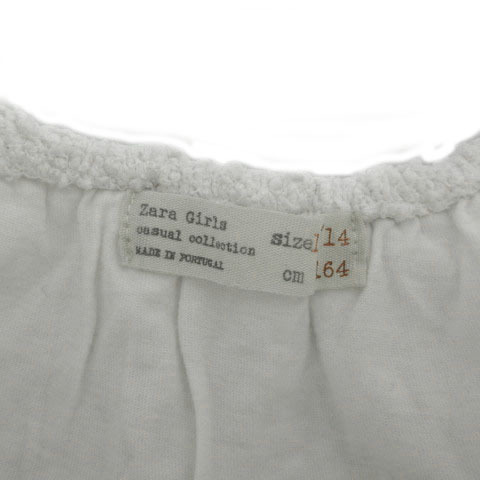 Zara Girls
casual collection
MADE IN PORTUGAL
size 14
cm 164